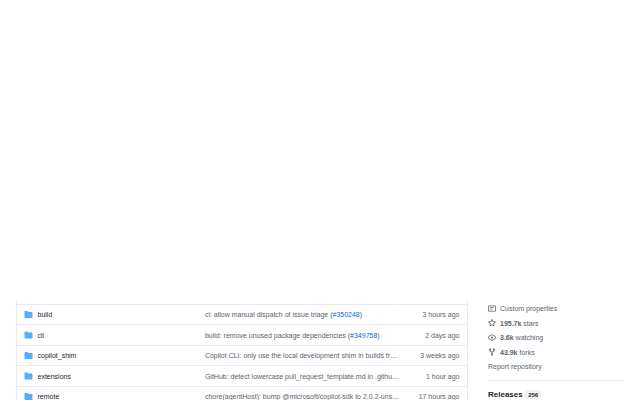 build ci: allow manual dispatch of issue triage (#350248) 3 hours ago
cli build: remove unused package dependencies (#349758) 2 days ago
copilot_shim Copilot CLI: only use the local development shim in builds fr... 3 weeks ago
extensions GitHub: detect lowercase pull_request_template.md in .githu... 1 hour ago
remote chore(agentHost): bump @microsoft/copilot-sdk to 2.0.2-uns... 17 hours ago
Custom properties
195.7k stars
3.6k watching
43.9k forks
Report repository
Releases 256